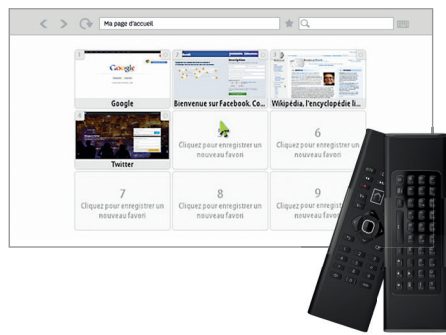 Ma page d'accueil
1
2
3
Google
Google
Bienvenue sur Facebook. Co...
Wikipédia, l'encyclopédie li...
4
Twitter
Cliquez pour enregistrer un
nouveau favori
6
Cliquez pour enregistrer un
nouveau favori
7
Cliquez pour enregistrer un
nouveau favori
8
Cliquez pour enregistrer un
nouveau favori
9
Cliquez pour enregistrer un
nouveau favori